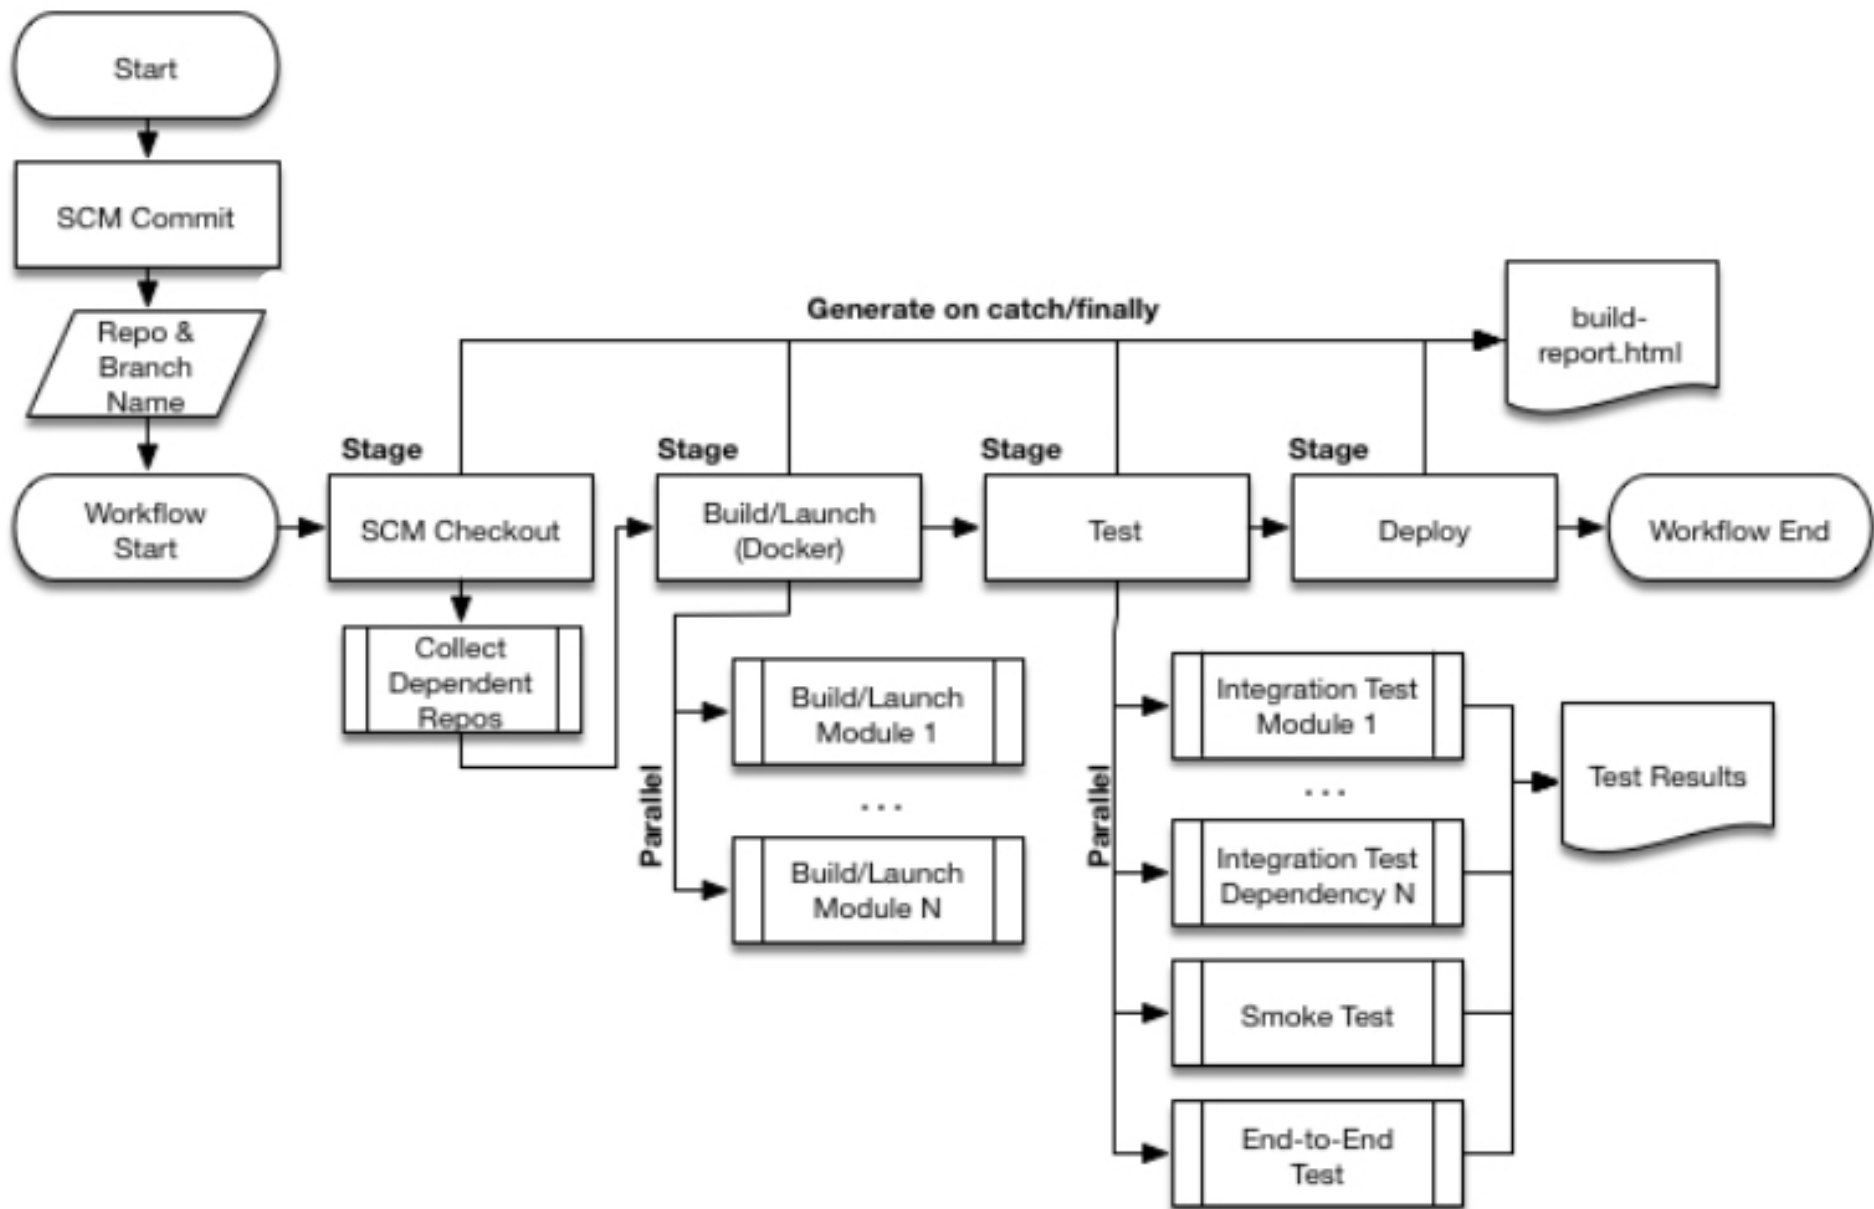 Start
SCM Commit
Repo &
Branch
Name
Generate on catch/finally
build-
report.html
Stage
Stage
Stage
Stage
Workflow
Start
SCM Checkout
Build/Launch
(Docker)
Test
Deploy
Workflow End
Collect
Dependent
Repos
Parallel
Build/Launch
Module 1
...
Build/Launch
Module N
Parallel
Integration Test
Module 1
...
Integration Test
Dependency N
Smoke Test
End-to-End
Test
Test Results